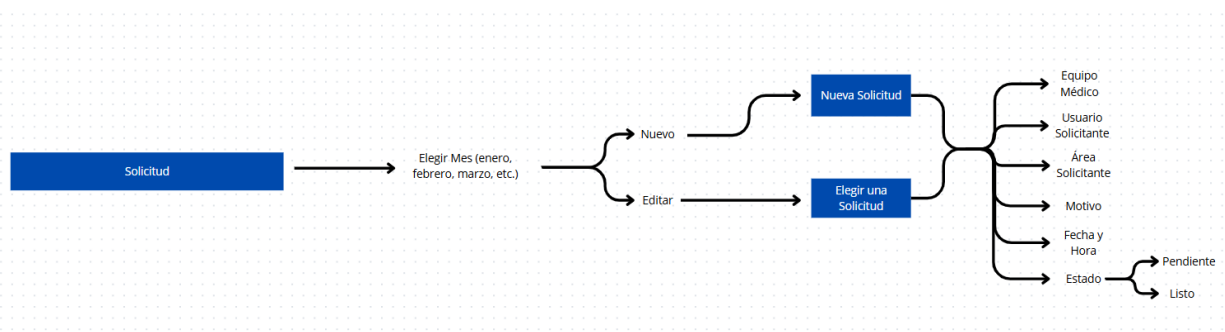 Solicitud
Elegir Mes (enero,
febrero, marzo, etc.)
Nuevo
Editar
Nueva Solicitud
Elegir una
Solicitud
Equipo
Médico
Usuario
Solicitante
Área
Solicitante
Motivo
Fecha y
Hora
Estado
Pendiente
Listo